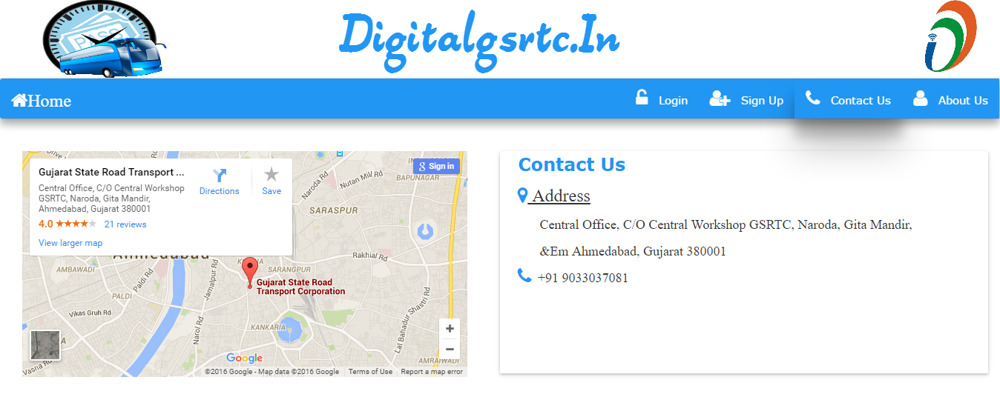 PASS
Digitalgsrtc.In
Home
Login
Sign Up
Contact Us
About Us
Gujarat State Road Transport ...
Central Office, C/O Central Workshop
GSRTC, Naroda, Gita Mandir,
Ahmedabad, Gujarat 380001
4.0 21 reviews
View larger map
Directions
Save
Sign in
Naroda Rd
Nutan Mill Rd
BAPUNAGAR
SARASPUR
Ahmedabad
Rakhial Rd
AMBAWADI
Paldi Rd
Jamalpur Rd
SARANGPUR
Gujarat State Road
Transport Corporation
PALDI
Vikas Gruh Rd
Narol Rd
KANKARIA
Lal Bahadur Shastri Rd
AMRAIWADI
Vasna Rd
Google
©2016 Google - Map data ©2016 Google
Terms of Use
Report a map error
Contact Us
Address
Central Office, C/O Central Workshop GSRTC, Naroda, Gita Mandir,
&Em Ahmedabad, Gujarat 380001
+91 9033037081